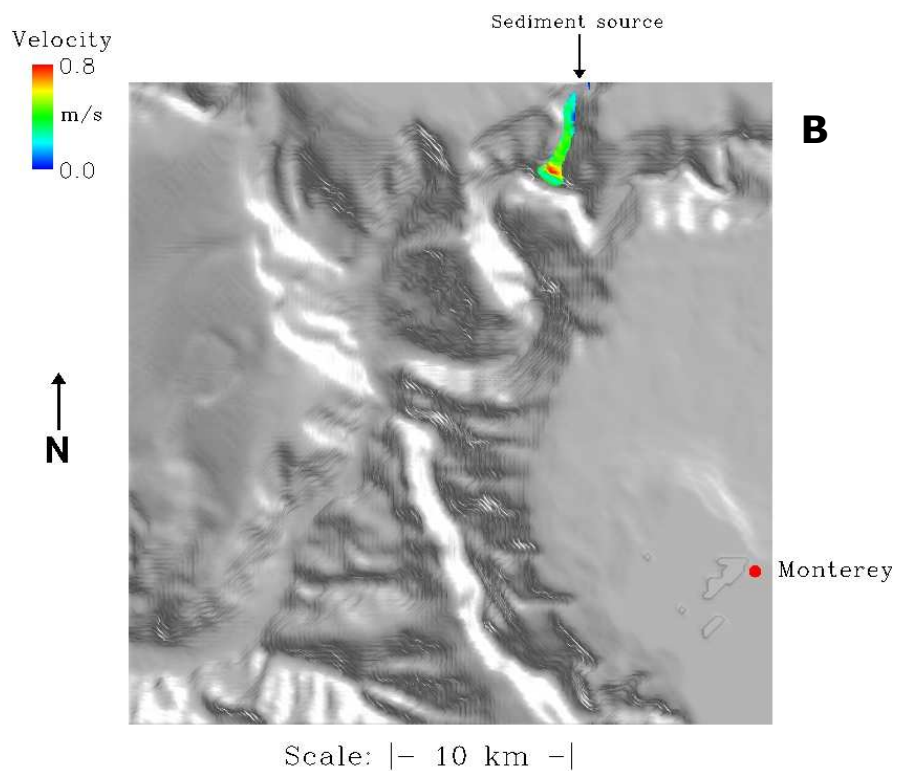 Sediment source
Velocity
0.8
m/s
0.0
B
N
Monterey
Scale: |– 10 km –|